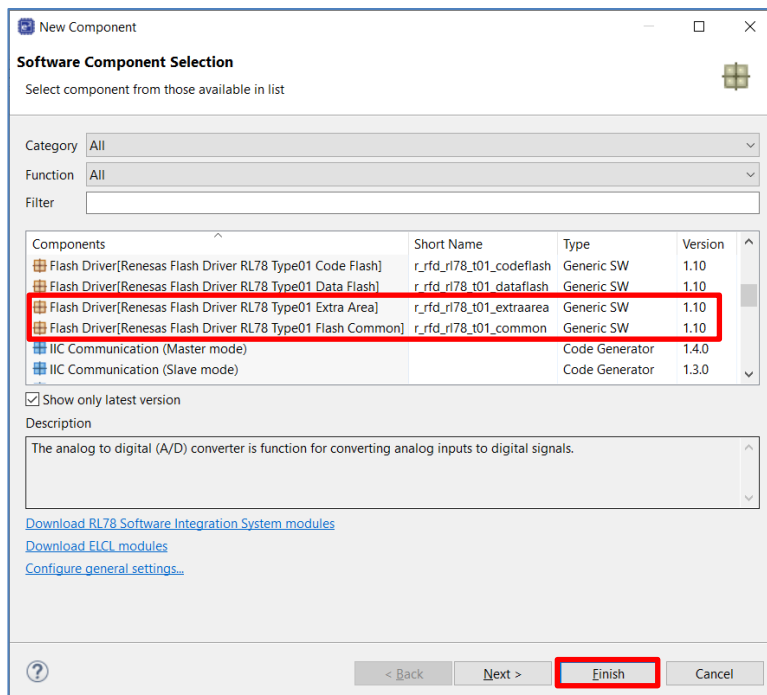 New Component
Software Component Selection
Select component from those available in list
Category All
Function All
Filter
Components Short Name Type Version
Flash Driver[Renesas Flash Driver RL78 Type01 Code Flash] r_rfd_rl78_t01_codeflash Generic SW 1.10
Flash Driver[Renesas Flash Driver RL78 Type01 Data Flash] r_rfd_rl78_t01_dataflash Generic SW 1.10
Flash Driver[Renesas Flash Driver RL78 Type01 Extra Area] r_rfd_rl78_t01_extraarea Generic SW 1.10
Flash Driver[Renesas Flash Driver RL78 Type01 Flash Common] r_rfd_rl78_t01_common Generic SW 1.10
IIC Communication (Master mode) Code Generator 1.4.0
IIC Communication (Slave mode) Code Generator 1.3.0
Show only latest version
Description
The analog to digital (A/D) converter is function for converting analog inputs to digital signals.
Download RL78 Software Integration System modules
Download ELCL modules
Configure general settings...
? < Back Next > Finish Cancel